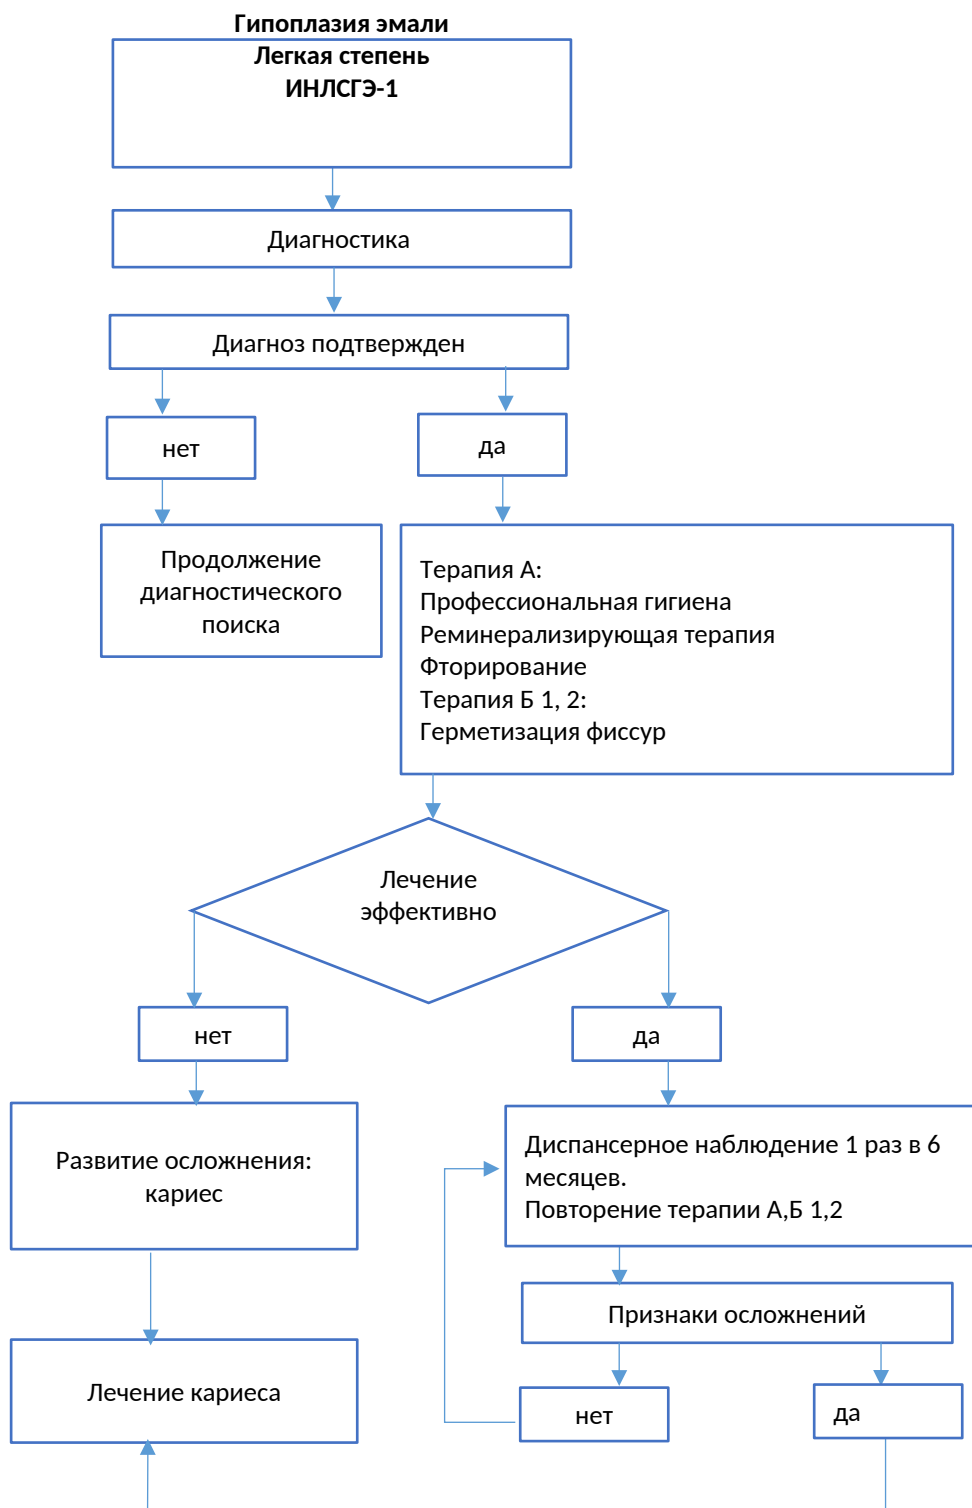 Гипоплазия эмали
Легкая степень
ИНЛСГЭ-1
Диагностика
Диагноз подтвержден
нет
да
Продолжение
диагностического
поиска
Терапия А:
Профессиональная гигиена
Реминерализирующая терапия
Фторирование
Терапия Б 1, 2:
Герметизация фиссур
Лечение
эффективно
нет
да
Развитие осложнения:
кариес
Диспансерное наблюдение 1 раз в 6
месяцев.
Повторение терапии А,Б 1,2
Признаки осложнений
Лечение кариеса
нет
да